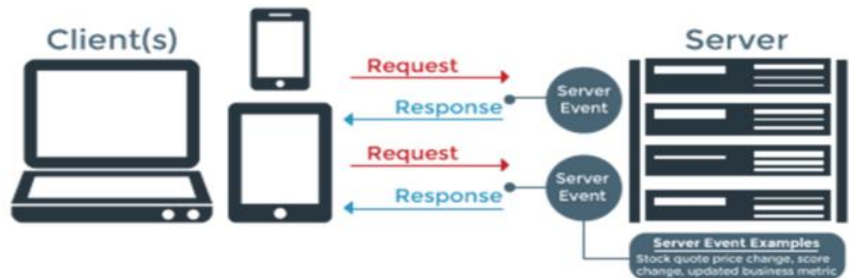 Client(s)
Server
Request
Server
Event
Response
Request
Server
Event
Response
Server Event Examples
Stock quote price change, score
change, updated business metric